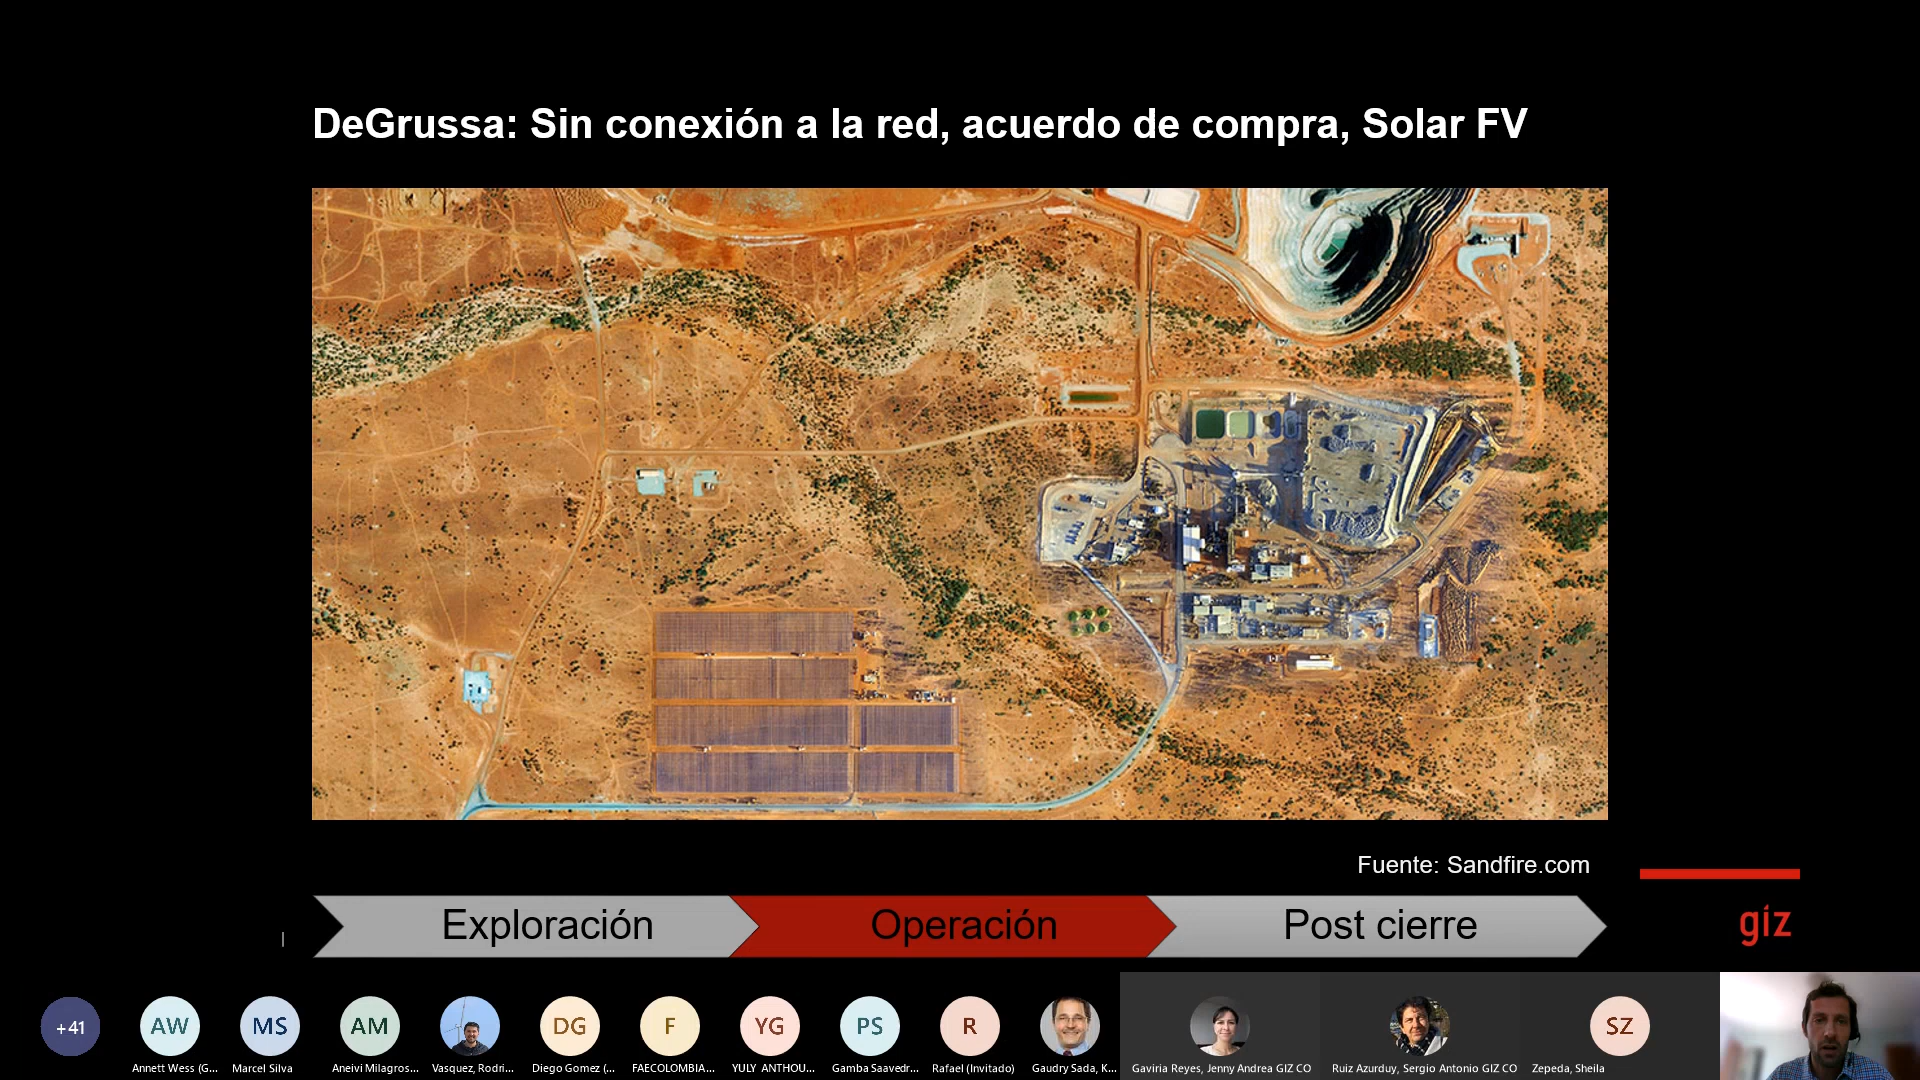 DeGrussa: Sin conexión a la red, acuerdo de compra, Solar FV
Fuente: Sandfire.com
Exploración
Operación
Post cierre
giz
+41
AW
MS
AM
DG
F
YG
PS
R
SZ
Annett Wess (G...
Marcel Silva
Aneivi Milagros...
Vasquez, Rodri...
Diego Gomez (...
FAECOLOMBIA...
YULY ANTHOU...
Gamba Saavedr...
Rafael (Invitado)
Gaudry Sada, K...
Gaviria Reyes, Jenny Andrea GIZ CO
Ruiz Azurduy, Sergio Antonio GIZ CO
Zepeda, Sheila